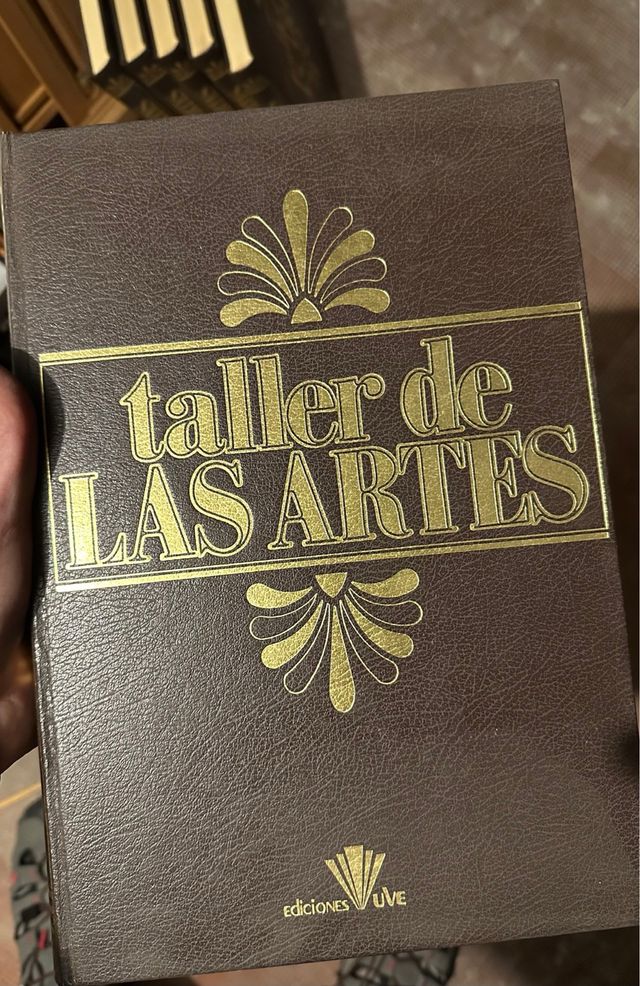 taller de
LAS ARTES
ediciones UVE